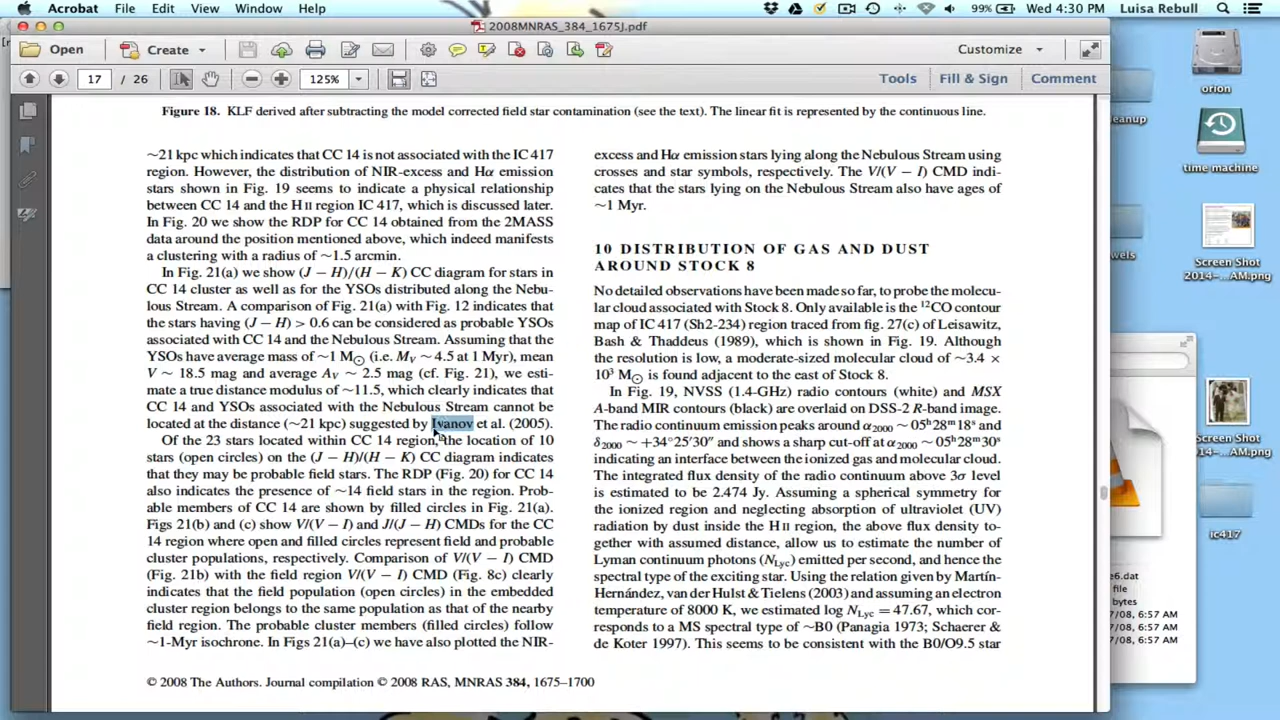 Acrobat File Edit View Window Help
99% Wed 4:30 PM Luisa Rebull
2008MNRAS_384_1675J.pdf
Open Create Customize
17 / 26 125% Tools Fill & Sign Comment
Figure 18. KLF derived after subtracting the model corrected field star contamination (see the text). The linear fit is represented by the continuous line.
∼21 kpc which indicates that CC 14 is not associated with the IC 417
region. However, the distribution of NIR-excess and Hα emission
stars shown in Fig. 19 seems to indicate a physical relationship
between CC 14 and the H II region IC 417, which is discussed later.
In Fig. 20 we show the RDP for CC 14 obtained from the 2MASS
data around the position mentioned above, which indeed manifests
a clustering with a radius of ∼1.5 arcmin.
In Fig. 21(a) we show (J − H)/(H − K) CC diagram for stars in
CC 14 cluster as well as for the YSOs distributed along the Nebu-
lous Stream. A comparison of Fig. 21(a) with Fig. 12 indicates that
the stars having (J − H) > 0.6 can be considered as probable YSOs
associated with CC 14 and the Nebulous Stream. Assuming that the
YSOs have average mass of ∼1 M⊙ (i.e. MV ∼ 4.5 at 1 Myr), mean
V ∼ 18.5 mag and average AV ∼ 2.5 mag (cf. Fig. 21), we esti-
mate a true distance modulus of ∼11.5, which clearly indicates that
CC 14 and YSOs associated with the Nebulous Stream cannot be
located at the distance (∼21 kpc) suggested by Ivanov et al. (2005).
Of the 23 stars located within CC 14 region, the location of 10
stars (open circles) on the (J − H)/(H − K) CC diagram indicates
that they may be probable field stars. The RDP (Fig. 20) for CC 14
also indicates the presence of ∼14 field stars in the region. Prob-
able members of CC 14 are shown by filled circles in Fig. 21(a).
Figs 21(b) and (c) show V/(V − I) and J/(J − H) CMDs for the CC
14 region where open and filled circles represent field and probable
cluster populations, respectively. Comparison of V/(V − I) CMD
(Fig. 21b) with the field region V/(V − I) CMD (Fig. 8c) clearly
indicates that the field population (open circles) in the embedded
cluster region belongs to the same population as that of the nearby
field region. The probable cluster members (filled circles) follow
∼1-Myr isochrone. In Figs 21(a)–(c) we have also plotted the NIR-
excess and Hα emission stars lying along the Nebulous Stream using
crosses and star symbols, respectively. The V/(V − I) CMD indi-
cates that the stars lying on the Nebulous Stream also have ages of
∼1 Myr.
10 DISTRIBUTION OF GAS AND DUST
AROUND STOCK 8
No detailed observations have been made so far, to probe the molecu-
lar cloud associated with Stock 8. Only available is the 12CO contour
map of IC 417 (Sh2-234) region traced from fig. 27(c) of Leisawitz,
Bash & Thaddeus (1989), which is shown in Fig. 19. Although
the resolution is low, a moderate-sized molecular cloud of ∼3.4 ×
10³ M⊙ is found adjacent to the east of Stock 8.
In Fig. 19, NVSS (1.4-GHz) radio contours (white) and MSX
A-band MIR contours (black) are overlaid on DSS-2 R-band image.
The radio continuum emission peaks around α2000 ∼ 05h28m18s and
δ2000 ∼ +34°25′30″ and shows a sharp cut-off at α2000 ∼ 05h28m30s
indicating an interface between the ionized gas and molecular cloud.
The integrated flux density of the radio continuum above 3σ level
is estimated to be 2.474 Jy. Assuming a spherical symmetry for
the ionized region and neglecting absorption of ultraviolet (UV)
radiation by dust inside the H II region, the above flux density to-
gether with assumed distance, allow us to estimate the number of
Lyman continuum photons (NLyc) emitted per second, and hence the
spectral type of the exciting star. Using the relation given by Martín-
Hernández, van der Hulst & Tielens (2003) and assuming an electron
temperature of 8000 K, we estimated log NLyc = 47.67, which cor-
responds to a MS spectral type of ∼B0 (Panagia 1973; Schaerer &
de Koter 1997). This seems to be consistent with the B0/O9.5 star
© 2008 The Authors. Journal compilation © 2008 RAS, MNRAS 384, 1675–1700
orion
eanup
time machine
Screen Shot
2014-...AM.png
vels
Screen Shot
2014-...AM.png
ic417
e6.dat
file
bytes
7/08, 6:57 AM
7/08, 6:57 AM
7/08, 6:57 AM